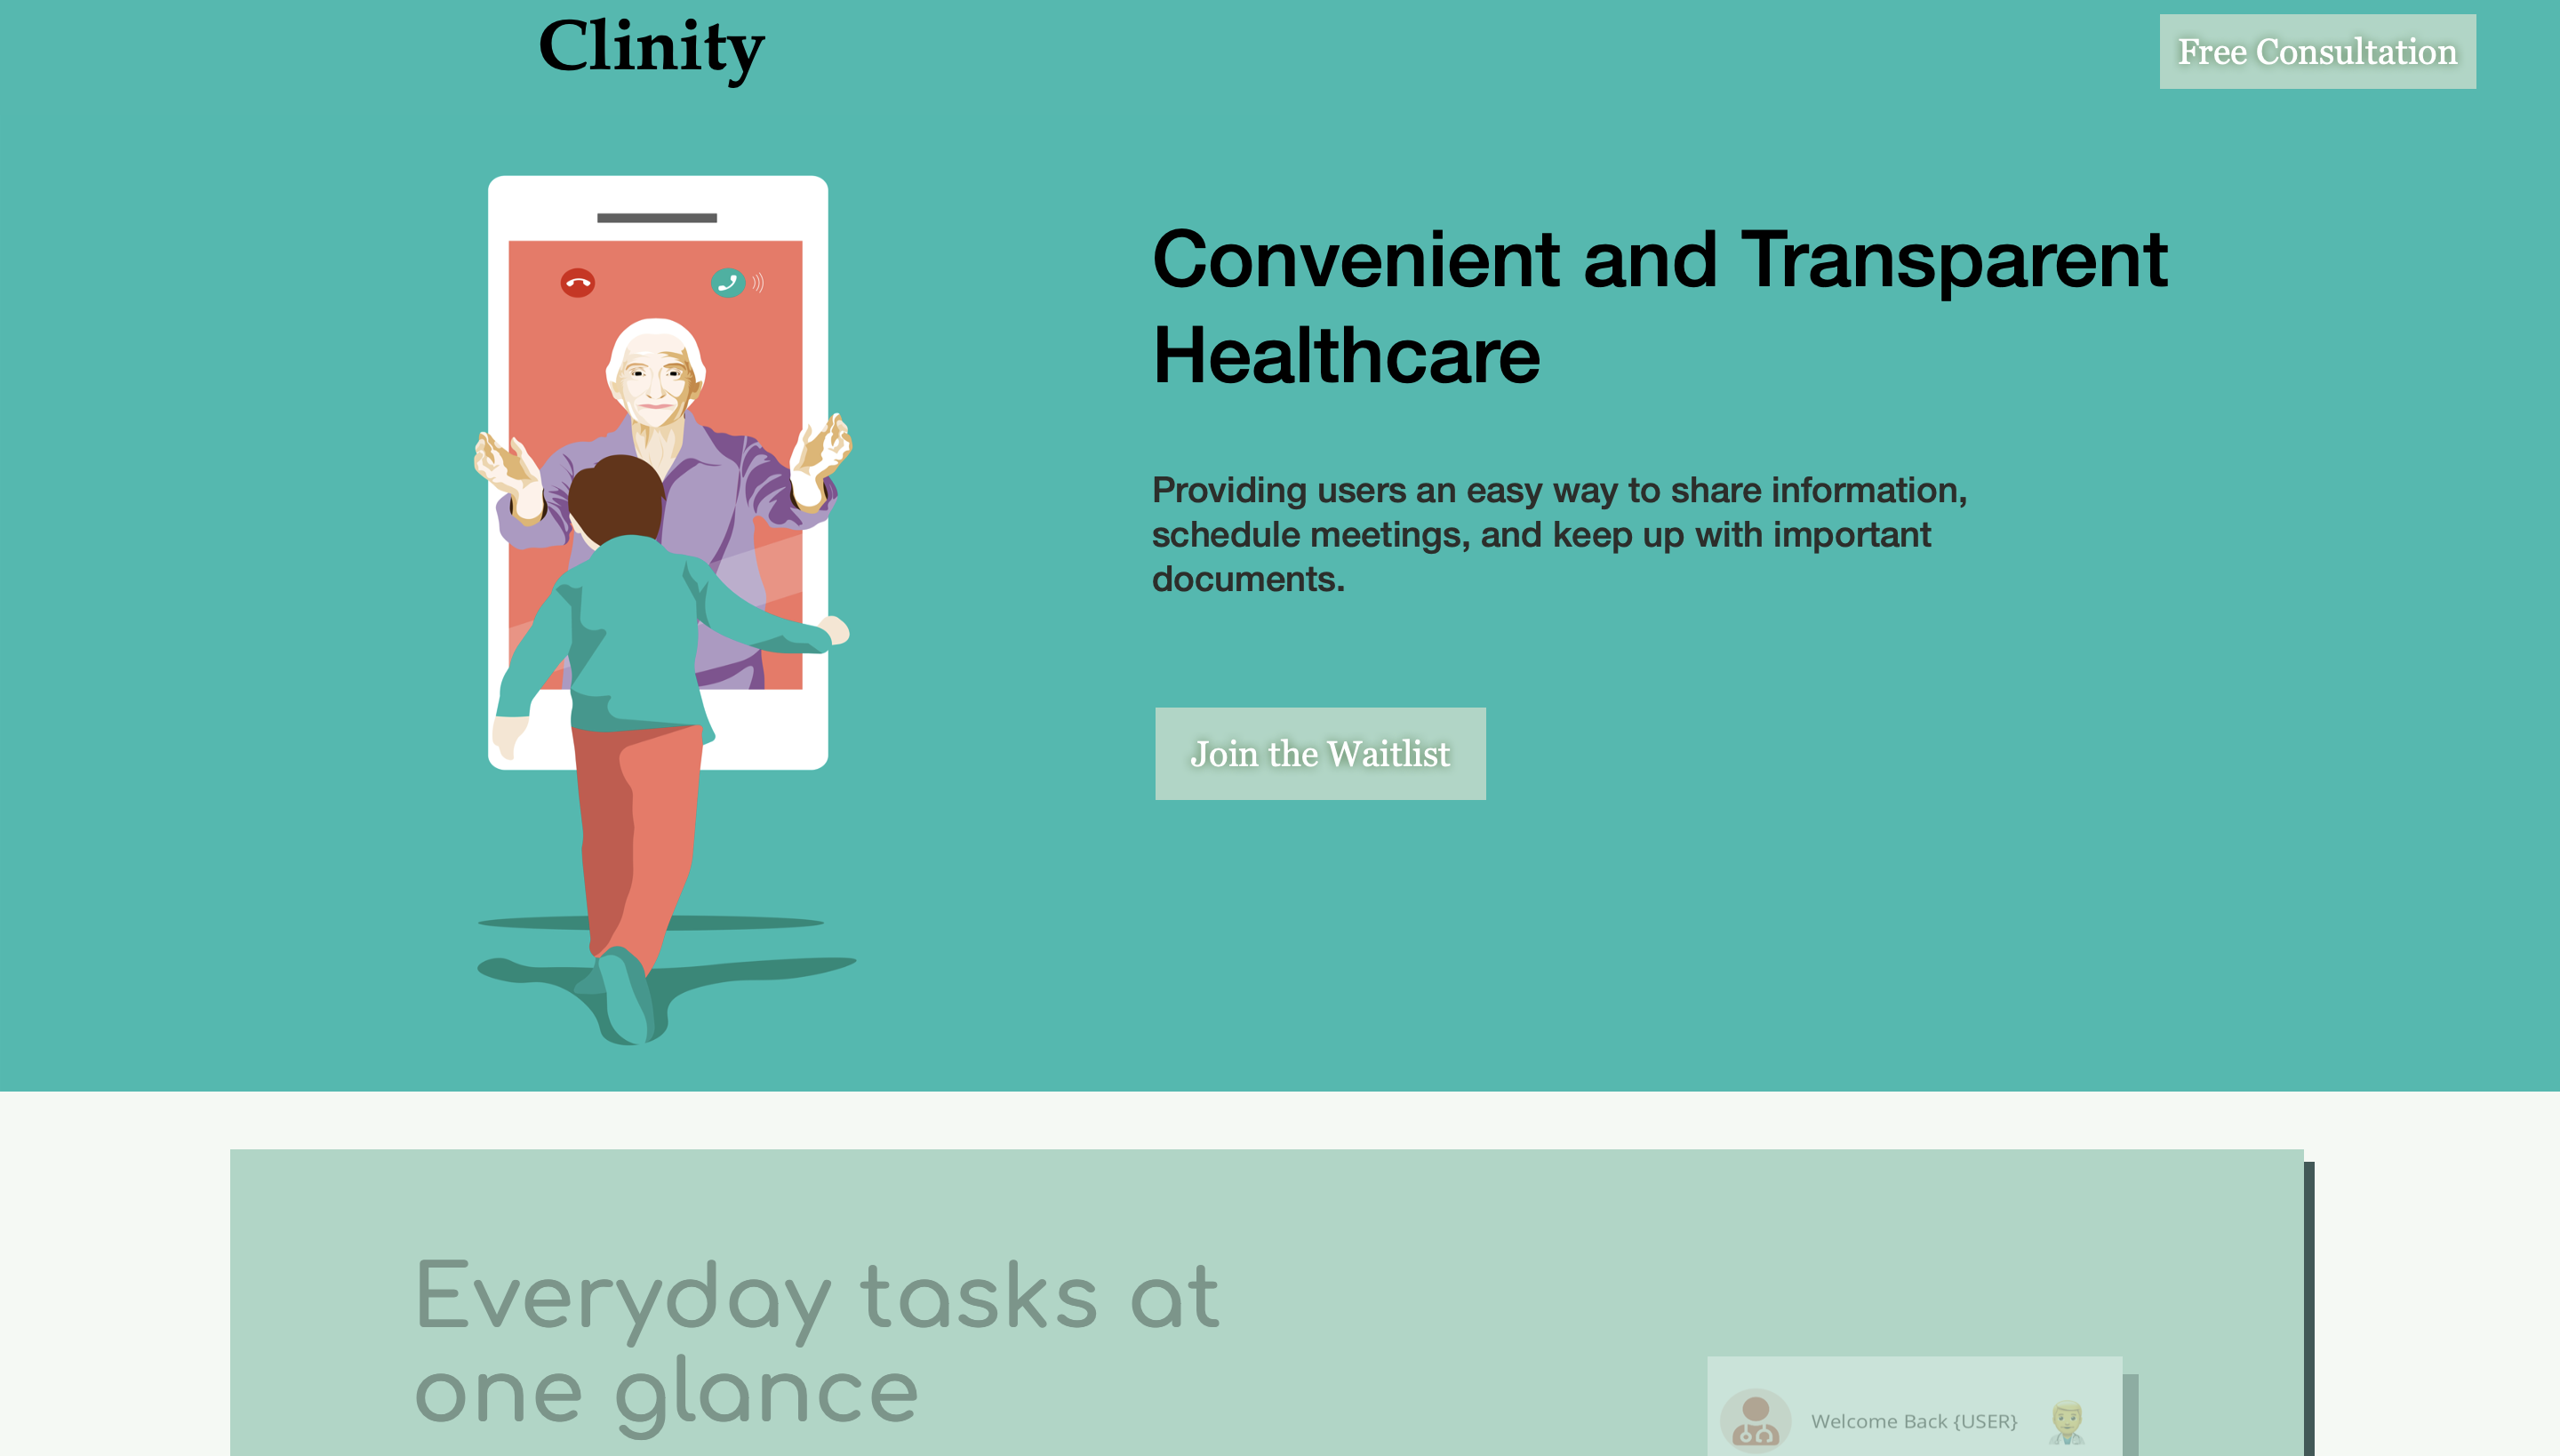 Clinity
Free Consultation
Convenient and Transparent
Healthcare
Providing users an easy way to share information,
schedule meetings, and keep up with important
documents.
Join the Waitlist
Everyday tasks at
one glance
Welcome Back {USER}